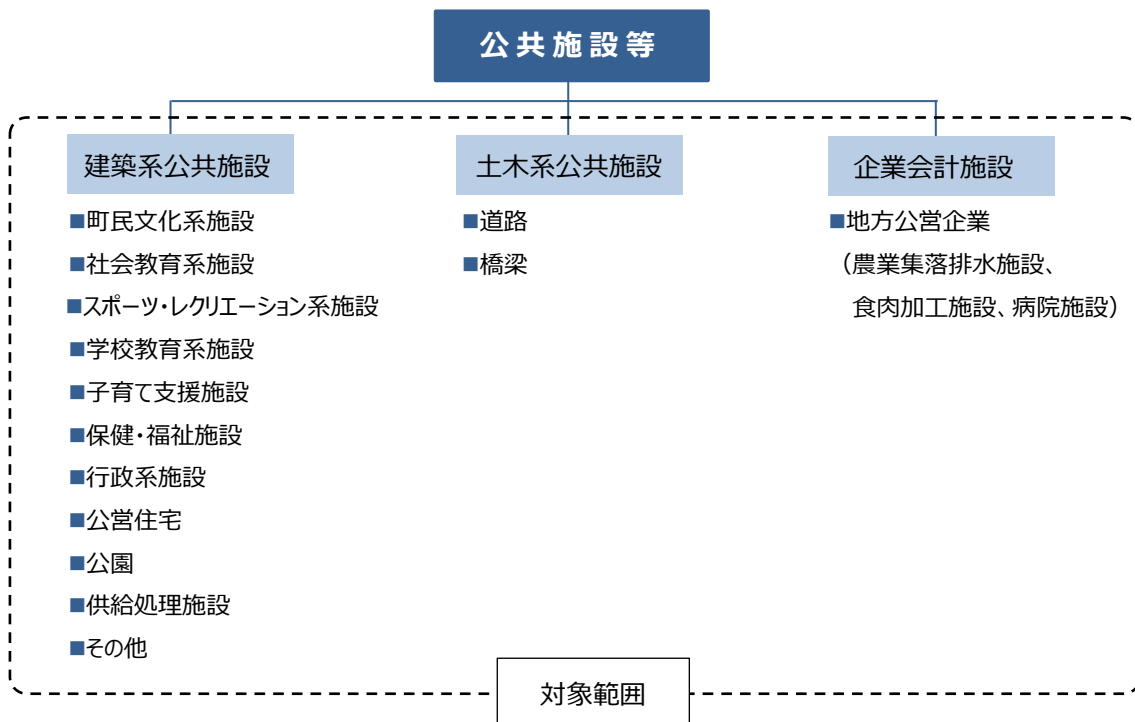 公共施設等
建築系公共施設
■町民文化系施設
■社会教育系施設
■スポーツ・レクリエーション系施設
■学校教育系施設
■子育て支援施設
■保健・福祉施設
■行政系施設
■公営住宅
■公園
■供給処理施設
■その他
土木系公共施設
■道路
■橋梁
企業会計施設
■地方公営企業
（農業集落排水施設、
食肉加工施設、病院施設）
対象範囲